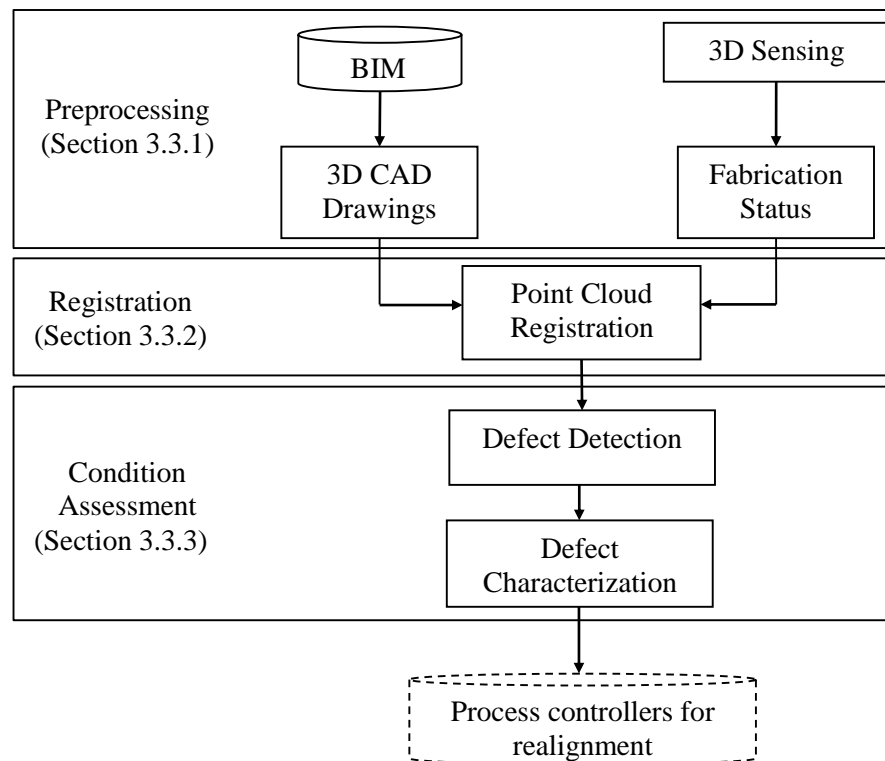 BIM
3D Sensing
Preprocessing
(Section 3.3.1)
3D CAD
Drawings
Fabrication
Status
Registration
(Section 3.3.2)
Point Cloud
Registration
Defect Detection
Condition
Assessment
(Section 3.3.3)
Defect
Characterization
Process controllers for
realignment